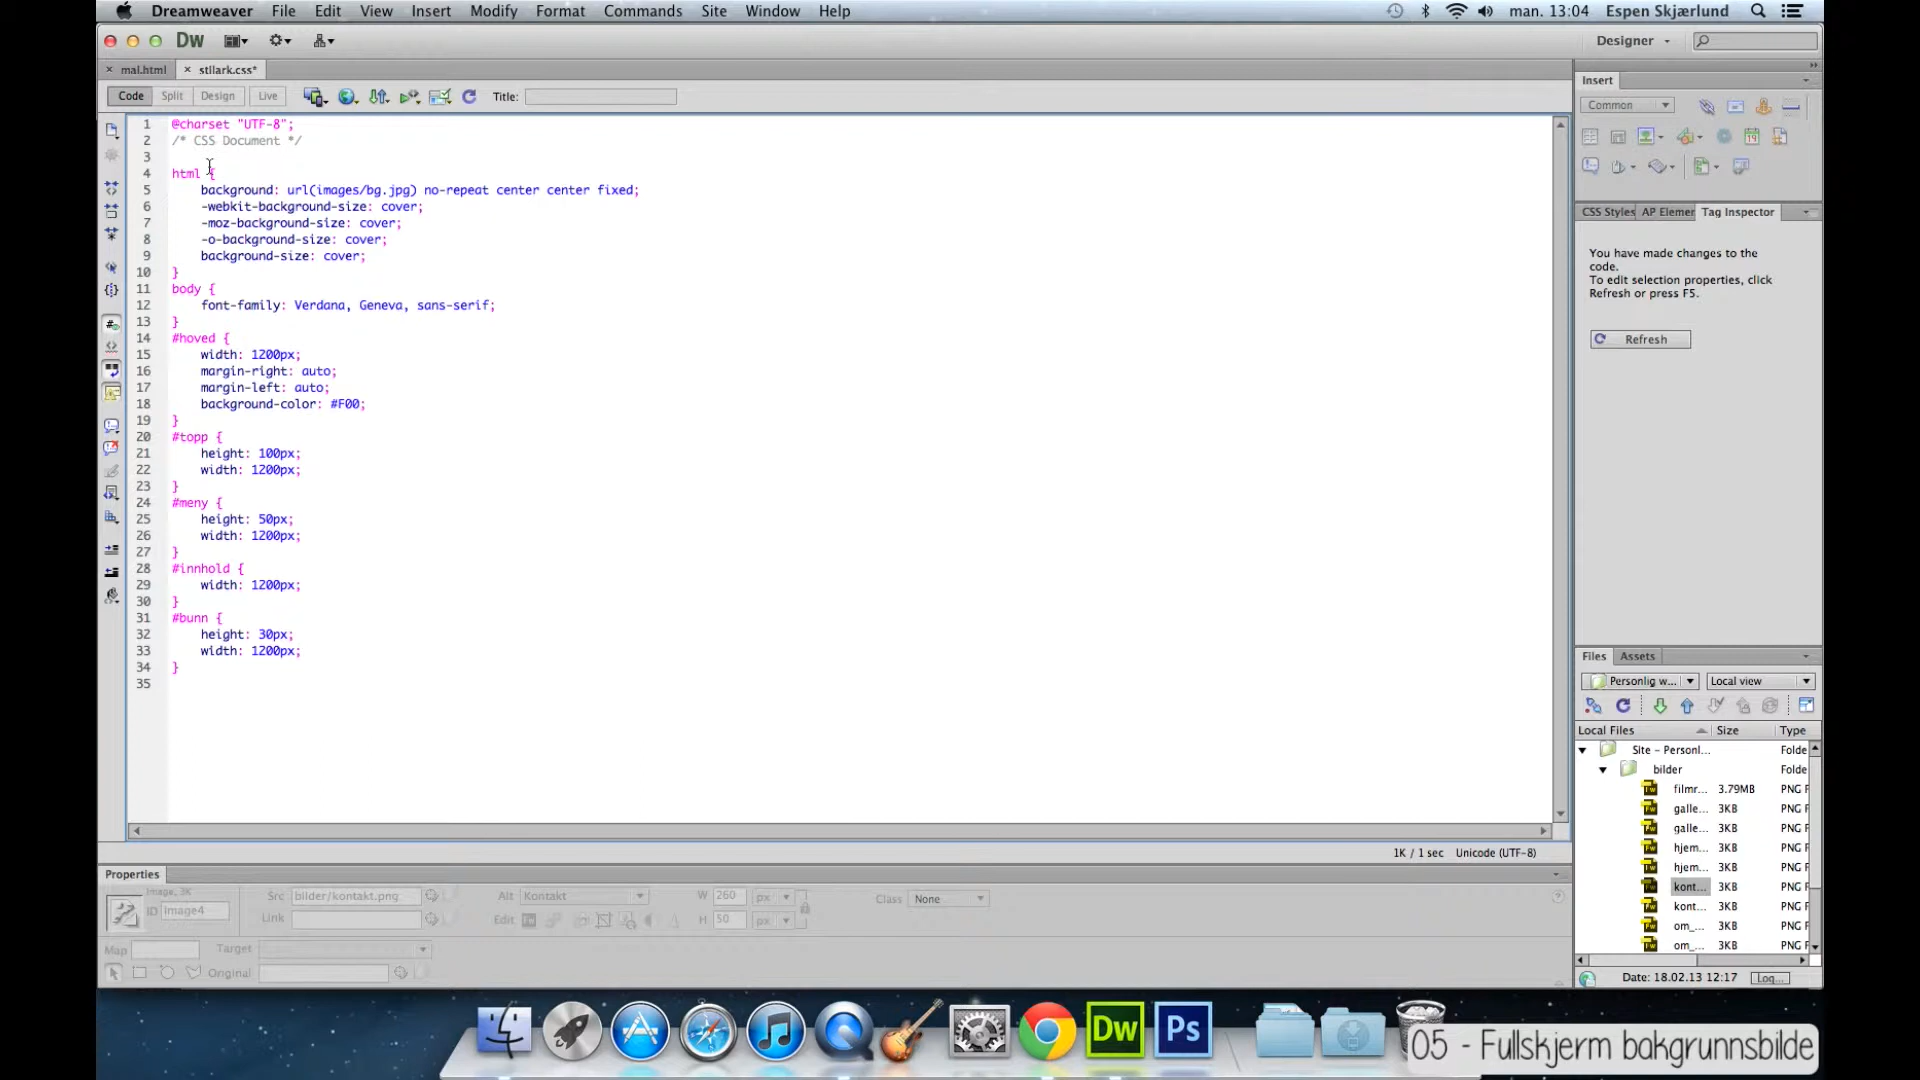 Dreamweaver File Edit View Insert Modify Format Commands Site Window Help man. 13:04 Espen Skjærlund
Dw Designer
mal.html stilark.css*
Code Split Design Live Title:
1 @charset "UTF-8";
2 /* CSS Document */
3
4 html {
5 background: url(images/bg.jpg) no-repeat center center fixed;
6 -webkit-background-size: cover;
7 -moz-background-size: cover;
8 -o-background-size: cover;
9 background-size: cover;
10 }
11 body {
12 font-family: Verdana, Geneva, sans-serif;
13 }
14 #hoved {
15 width: 1200px;
16 margin-right: auto;
17 margin-left: auto;
18 background-color: #F00;
19 }
20 #topp {
21 height: 100px;
22 width: 1200px;
23 }
24 #meny {
25 height: 50px;
26 width: 1200px;
27 }
28 #innhold {
29 width: 1200px;
30 }
31 #bunn {
32 height: 30px;
33 width: 1200px;
34 }
35
1K / 1 sec Unicode (UTF-8)
Insert
Common
CSS Styles AP Elemer Tag Inspector
You have made changes to the
code.
To edit selection properties, click
Refresh or press F5.
Refresh
Files Assets
Personlig w... Local view
Local Files Size Type
Site - Personl... Folde
bilder Folde
filmr... 3.79MB PNG F
galle... 3KB PNG F
galle... 3KB PNG F
hjem... 3KB PNG F
hjem... 3KB PNG F
kont... 3KB PNG F
kont... 3KB PNG F
om_... 3KB PNG F
om_... 3KB PNG F
Date: 18.02.13 12:17 Log...
Properties
Image, 3K Src bilder/kontakt.png Alt Kontakt W 260 px Class None
ID Image4 Link Edit H 50 px
Map Target
Original
Dw Ps
05 - Fullskjerm bakgrunnsbilde